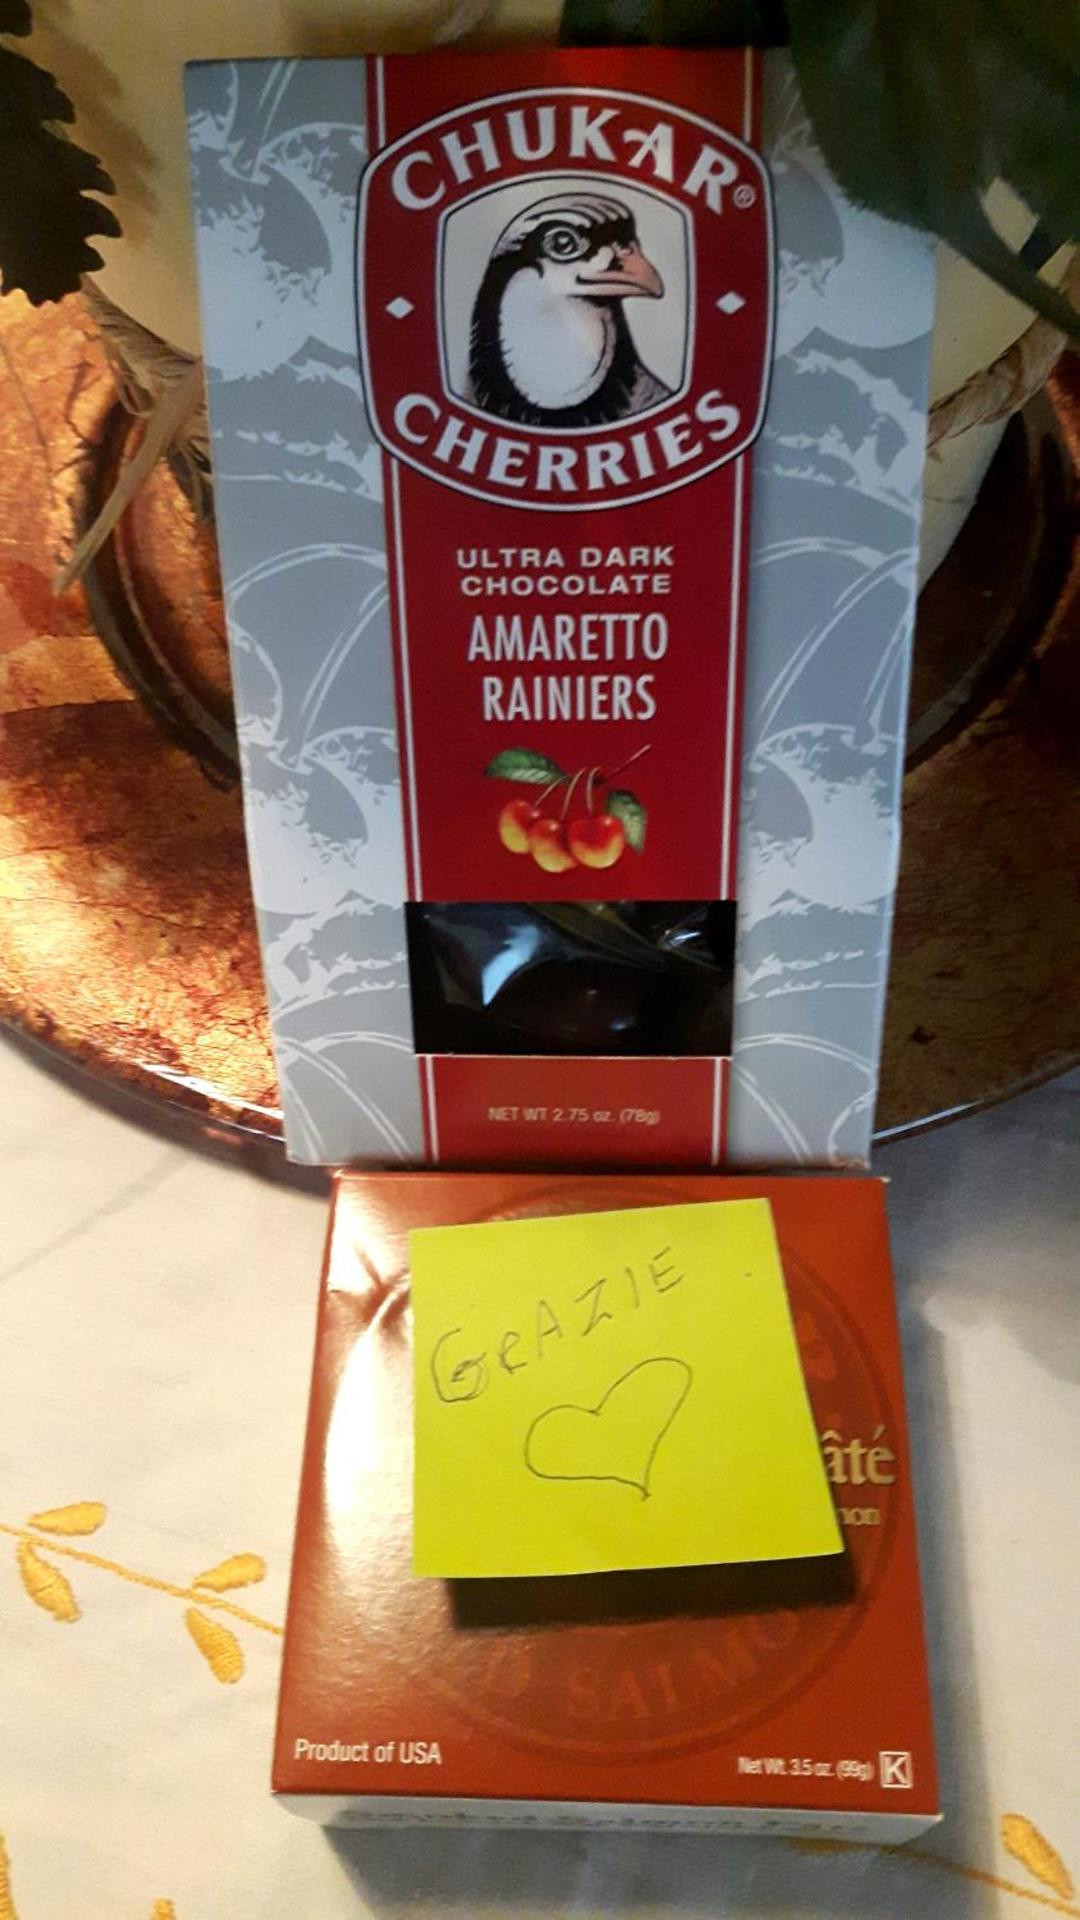 CHUKAR®
CHERRIES
ULTRA DARK
CHOCOLATE
AMARETTO
RAINIERS
NET WT 2.75 oz. (78g)
GRAZIE
âté
SALMO
Product of USA
Net Wt. 3.5 oz. (99g) K